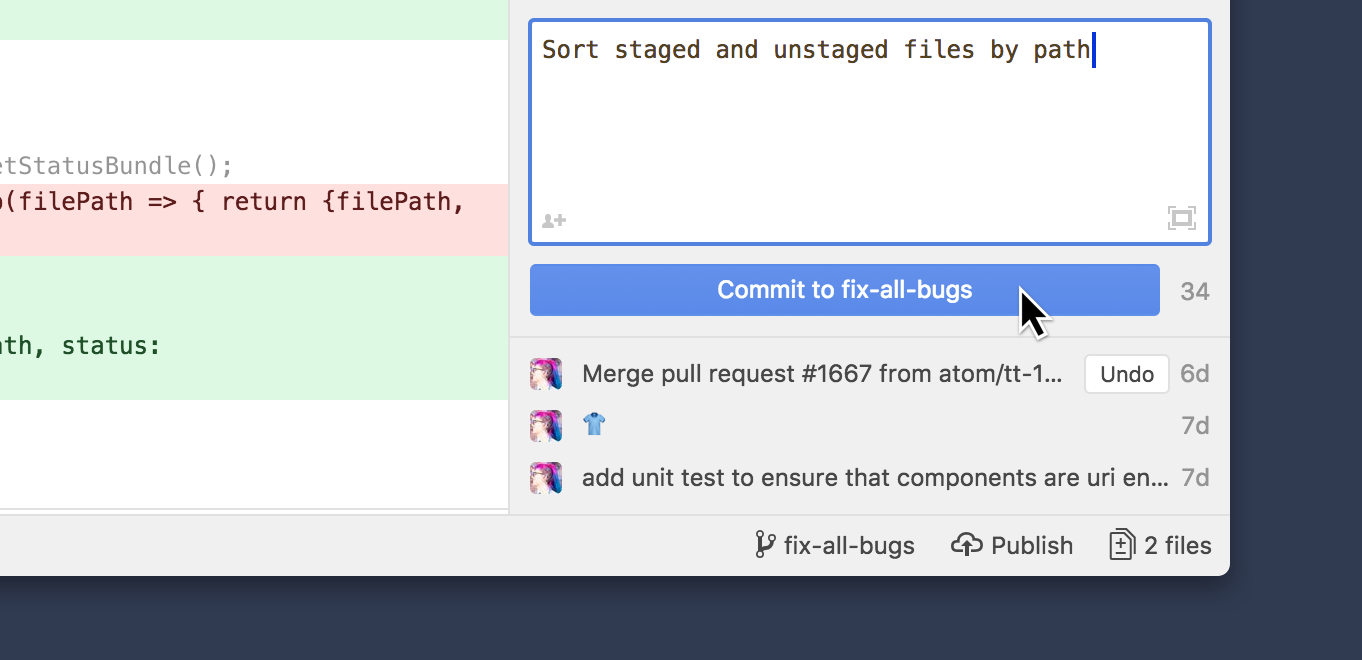 Sort staged and unstaged files by path
etStatusBundle();
(filePath => { return {filePath,
Commit to fix-all-bugs
34
ath, status:
Merge pull request #1667 from atom/tt-1...
Undo
6d
7d
add unit test to ensure that components are uri en...
7d
fix-all-bugs
Publish
2 files